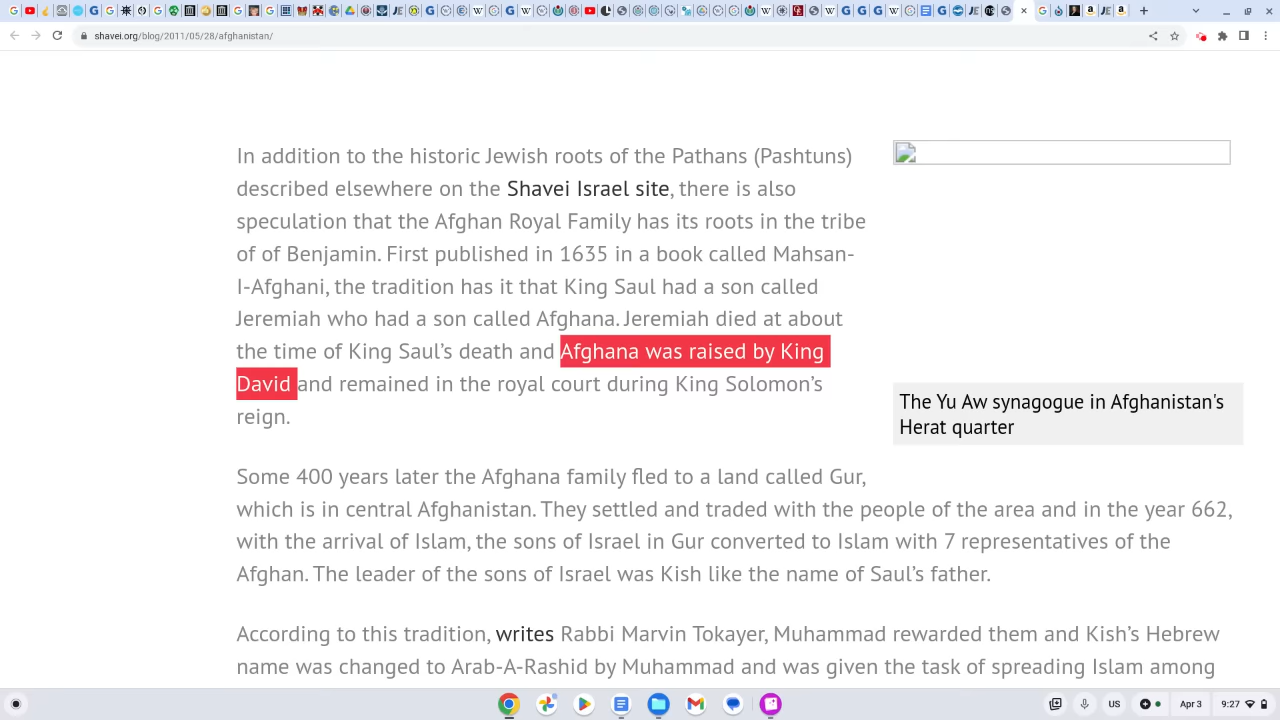 shavei.org/blog/2011/05/28/afghanistan/
In addition to the historic Jewish roots of the Pathans (Pashtuns)
described elsewhere on the Shavei Israel site, there is also
speculation that the Afghan Royal Family has its roots in the tribe
of of Benjamin. First published in 1635 in a book called Mahsan-
I-Afghani, the tradition has it that King Saul had a son called
Jeremiah who had a son called Afghana. Jeremiah died at about
the time of King Saul’s death and Afghana was raised by King
David and remained in the royal court during King Solomon’s
reign.
The Yu Aw synagogue in Afghanistan's
Herat quarter
Some 400 years later the Afghana family fled to a land called Gur,
which is in central Afghanistan. They settled and traded with the people of the area and in the year 662,
with the arrival of Islam, the sons of Israel in Gur converted to Islam with 7 representatives of the
Afghan. The leader of the sons of Israel was Kish like the name of Saul’s father.
According to this tradition, writes Rabbi Marvin Tokayer, Muhammad rewarded them and Kish’s Hebrew
name was changed to Arab-A-Rashid by Muhammad and was given the task of spreading Islam among
US
Apr 3
9:27